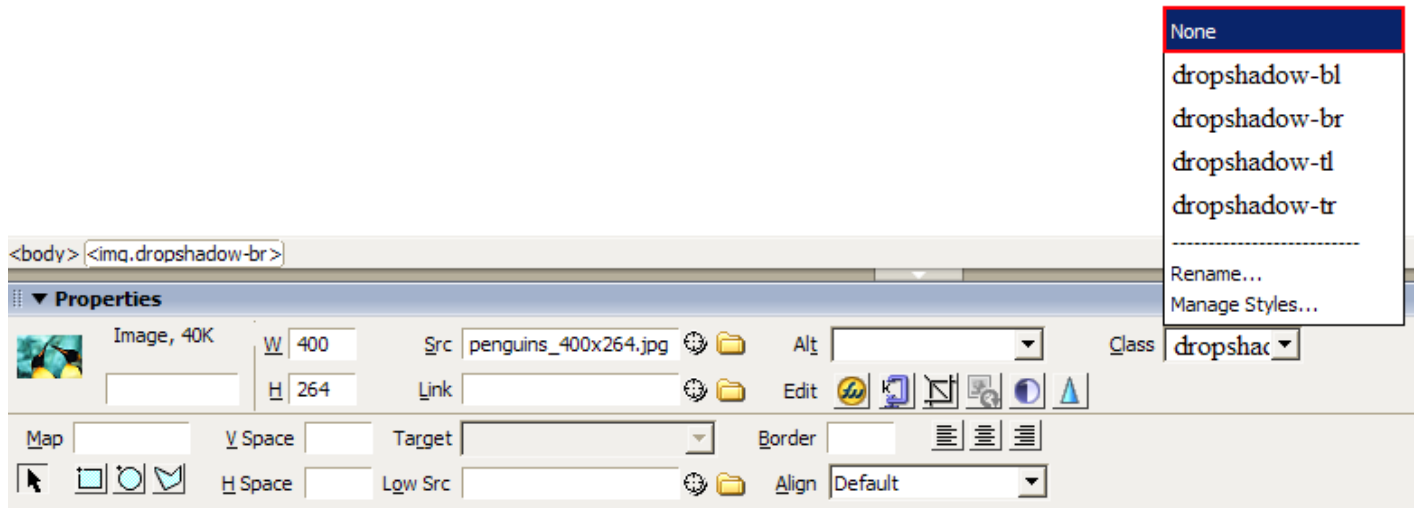 None
dropshadow-bl
dropshadow-br
dropshadow-tl
dropshadow-tr
---------------------------
Rename...
Manage Styles...
<body> <img.dropshadow-br>
Properties
Image, 40K W 400 Src penguins_400x264.jpg Alt Class dropshac
H 264 Link Edit
Map V Space Target Border
H Space Low Src Align Default